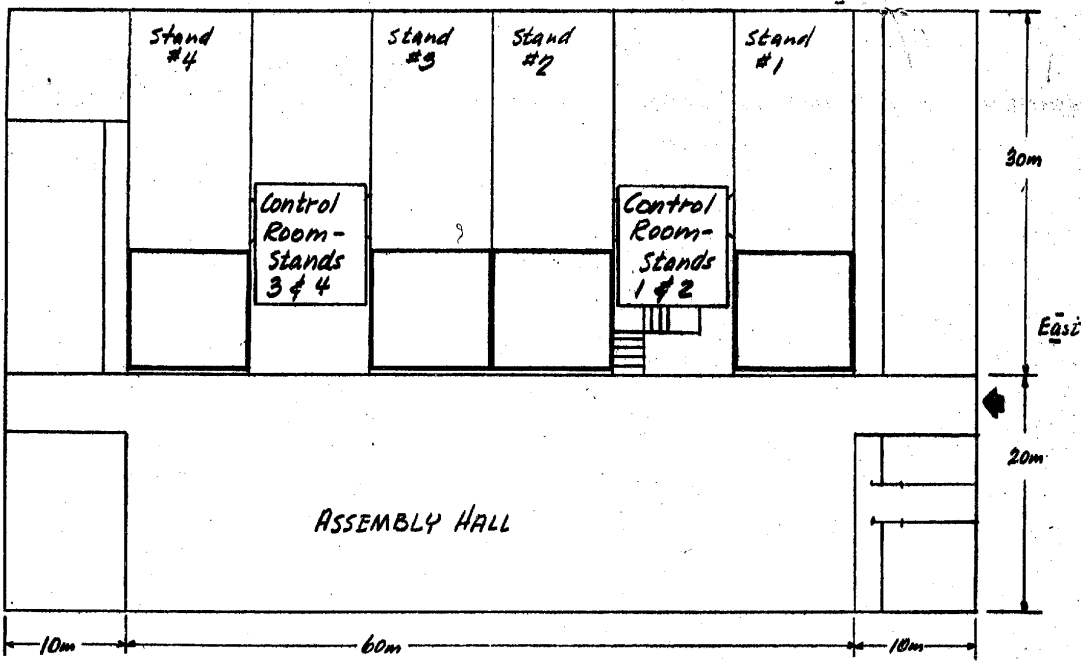 Stand
#4
Stand
#3
Stand
#2
Stand
#1
Control
Room-
Stands
3 & 4
Control
Room-
Stands
1 & 2
30m
East
20m
ASSEMBLY HALL
10m
60m
10m